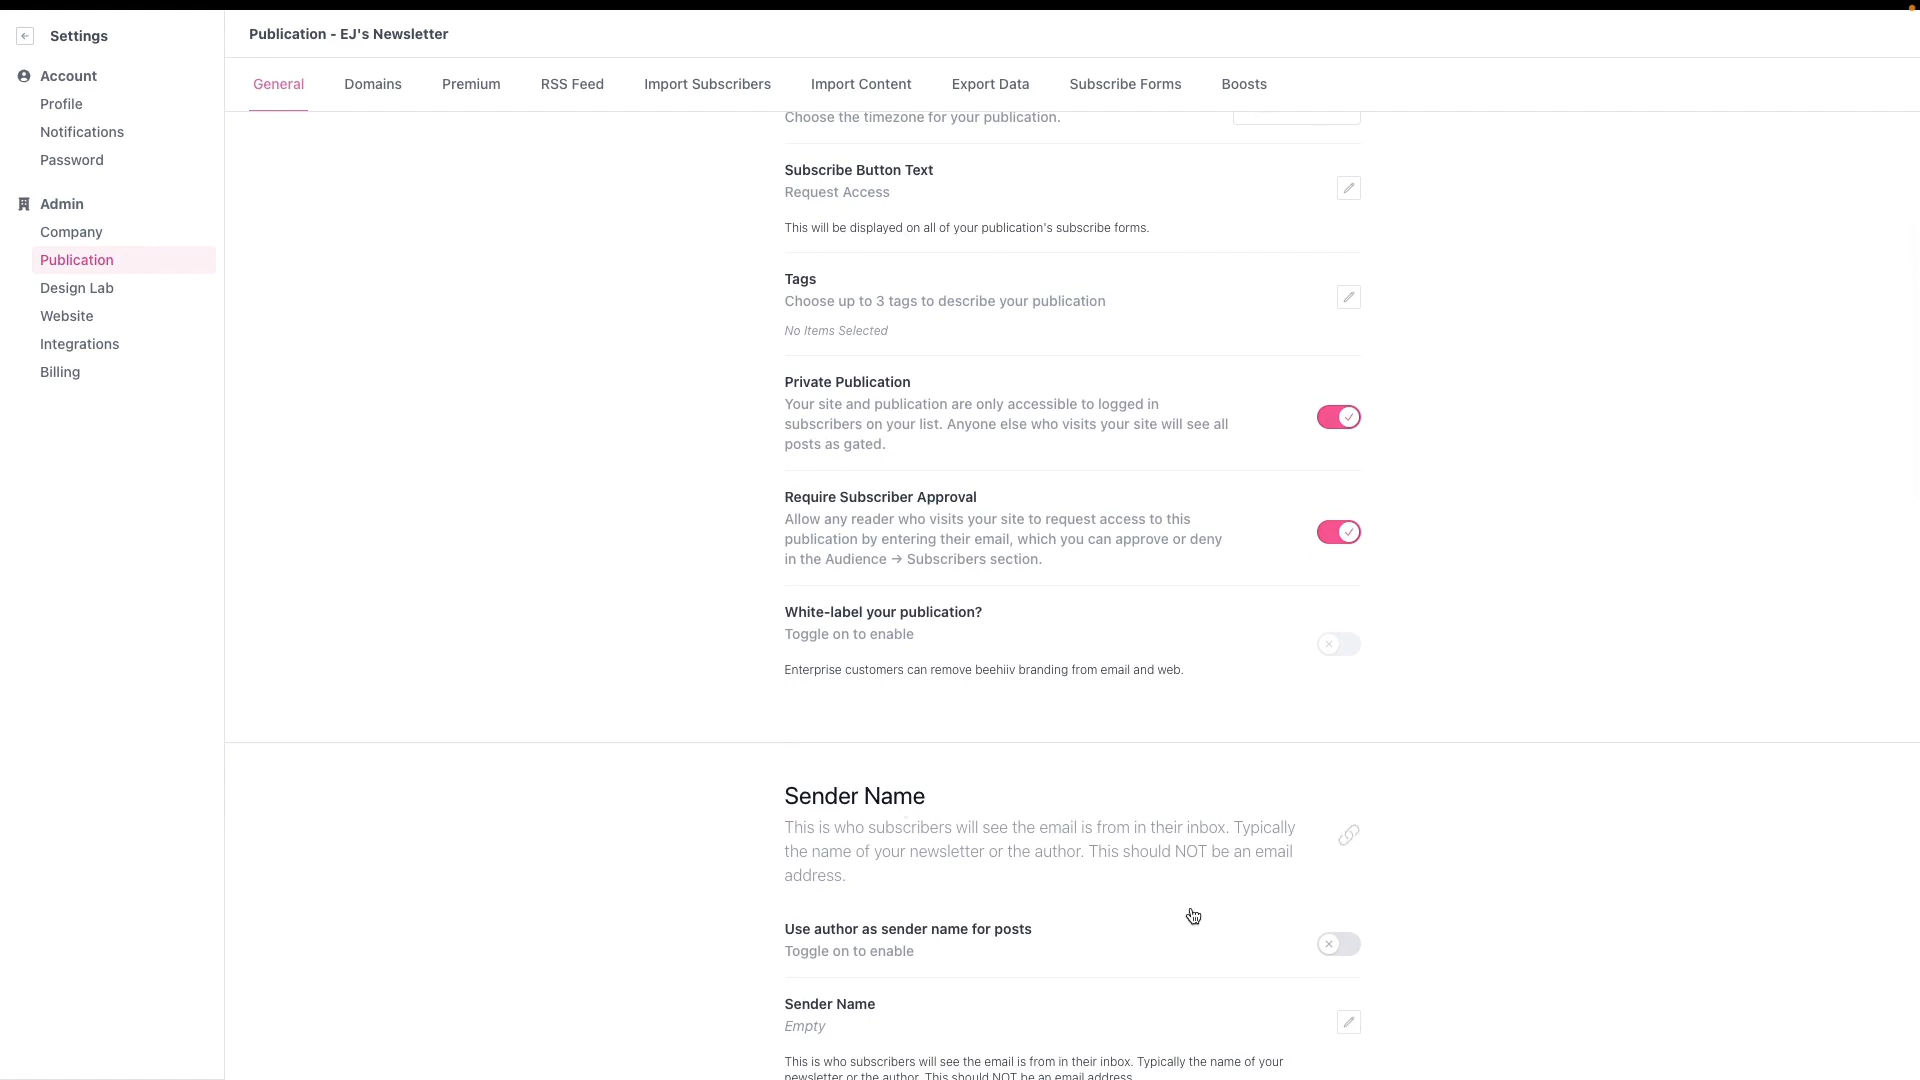 Settings
Account
Profile
Notifications
Password
Admin
Company
Publication
Design Lab
Website
Integrations
Billing
Publication - EJ's Newsletter
General Domains Premium RSS Feed Import Subscribers Import Content Export Data Subscribe Forms Boosts
Choose the timezone for your publication.
Subscribe Button Text
Request Access
This will be displayed on all of your publication's subscribe forms.
Tags
Choose up to 3 tags to describe your publication
No Items Selected
Private Publication
Your site and publication are only accessible to logged in
subscribers on your list. Anyone else who visits your site will see all
posts as gated.
Require Subscriber Approval
Allow any reader who visits your site to request access to this
publication by entering their email, which you can approve or deny
in the Audience → Subscribers section.
White-label your publication?
Toggle on to enable
Enterprise customers can remove beehiiv branding from email and web.
Sender Name
This is who subscribers will see the email is from in their inbox. Typically
the name of your newsletter or the author. This should NOT be an email
address.
Use author as sender name for posts
Toggle on to enable
Sender Name
Empty
This is who subscribers will see the email is from in their inbox. Typically the name of your
newsletter or the author. This should NOT be an email address.